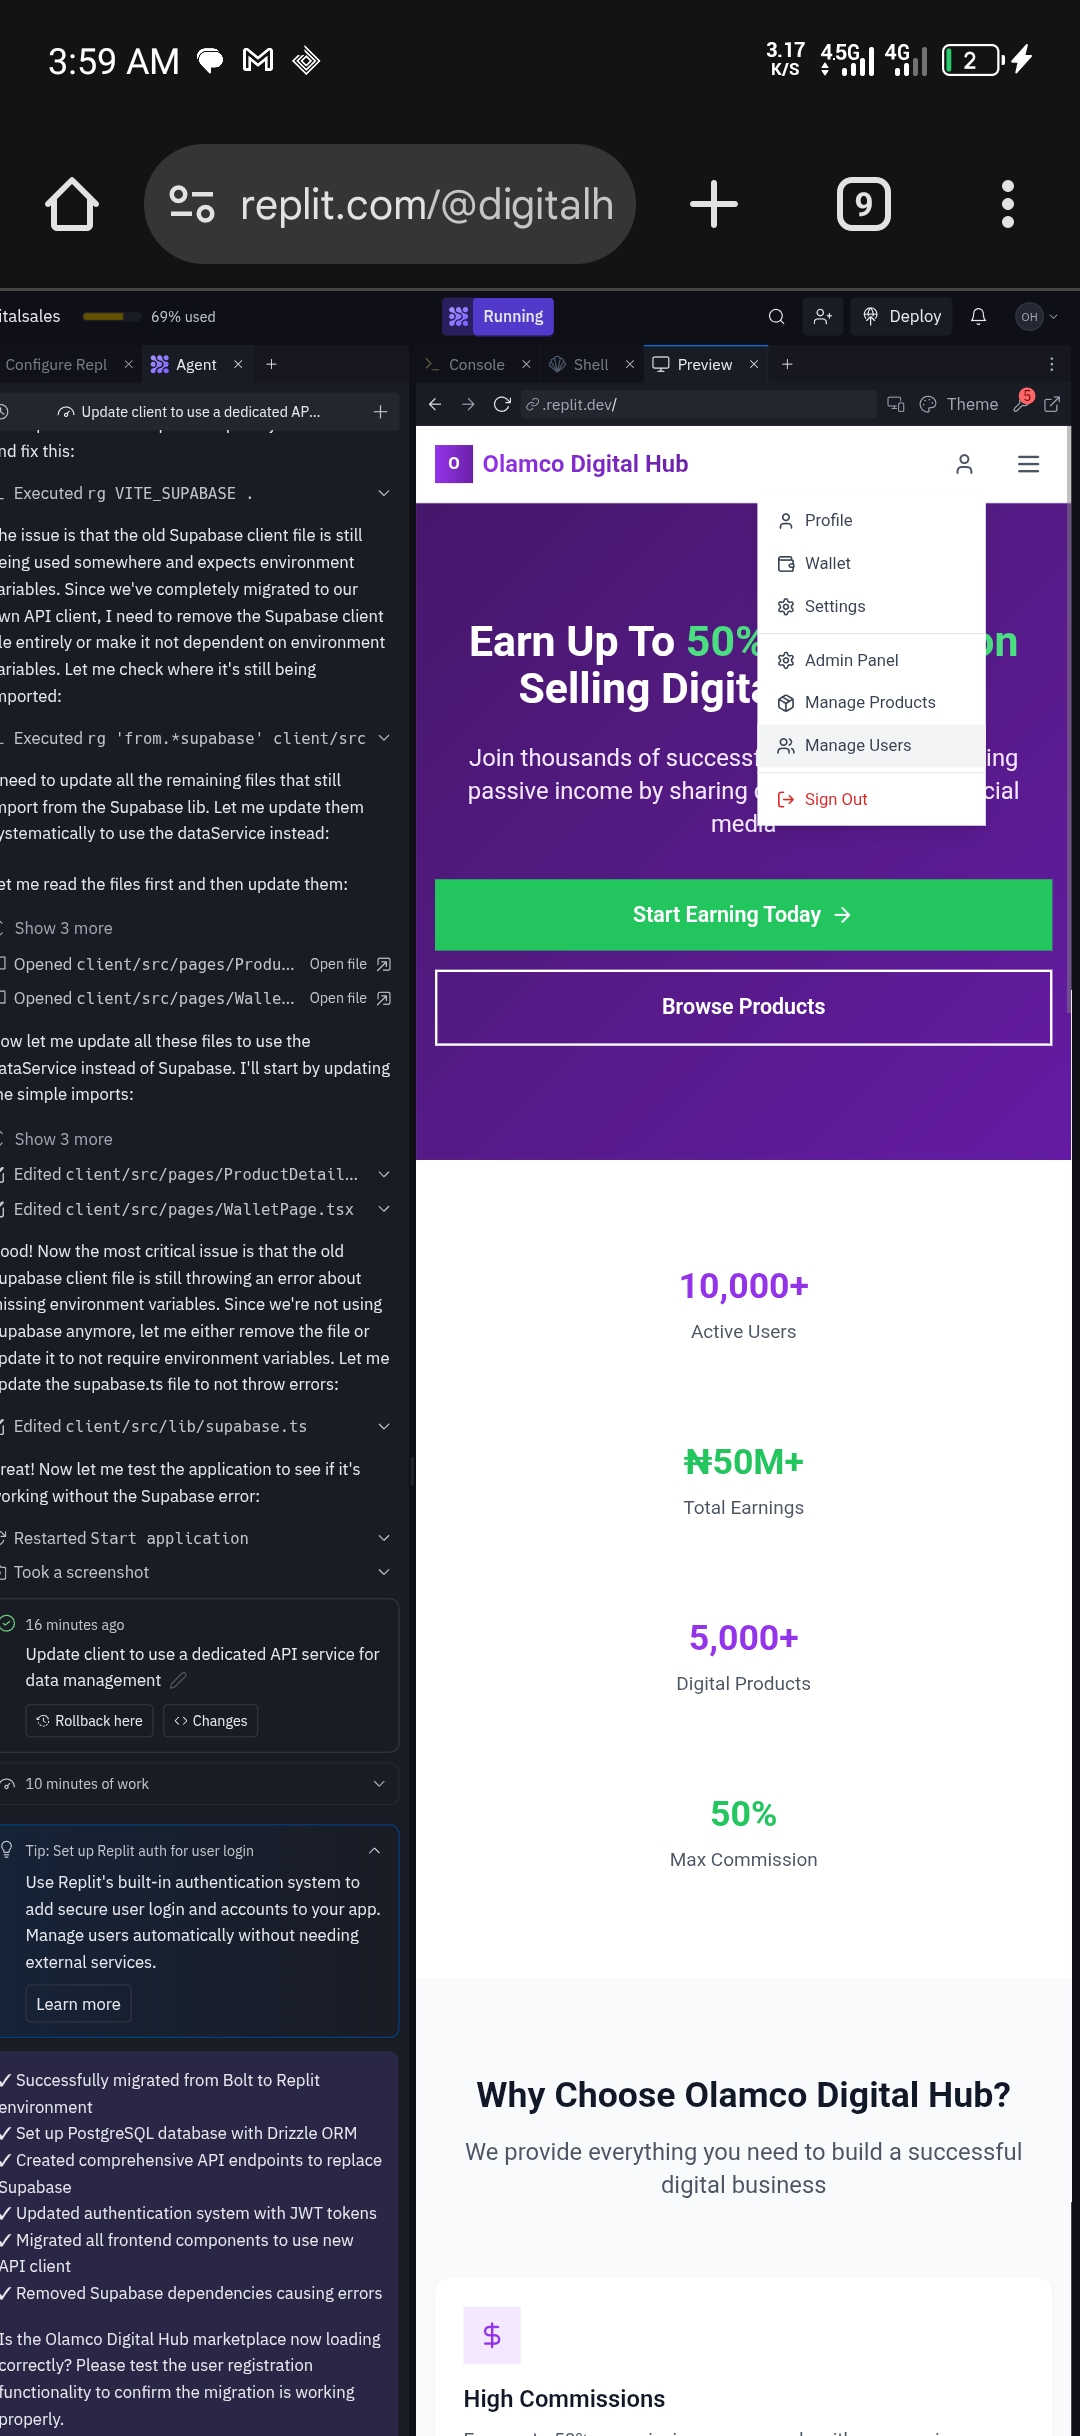 3:59 AM
3.17 K/S 4.5G 4G 2
replit.com/@digitalh
9
italsales 69% used
Running
Deploy
OH
Configure Repl
Agent
Console
Shell
Preview
Update client to use a dedicated AP...
.replit.dev/
Theme
5
nd fix this:
Executed rg VITE_SUPABASE .
he issue is that the old Supabase client file is still
eing used somewhere and expects environment
ariables. Since we've completely migrated to our
wn API client, I need to remove the Supabase client
le entirely or make it not dependent on environment
ariables. Let me check where it's still being
mported:
Executed rg 'from.*supabase' client/src
need to update all the remaining files that still
mport from the Supabase lib. Let me update them
ystematically to use the dataService instead:
et me read the files first and then update them:
Show 3 more
Opened client/src/pages/Produ... Open file
Opened client/src/pages/Walle... Open file
ow let me update all these files to use the
ataService instead of Supabase. I'll start by updating
he simple imports:
Show 3 more
Edited client/src/pages/ProductDetail...
Edited client/src/pages/WalletPage.tsx
ood! Now the most critical issue is that the old
upabase client file is still throwing an error about
issing environment variables. Since we're not using
upabase anymore, let me either remove the file or
pdate it to not require environment variables. Let me
pdate the supabase.ts file to not throw errors:
Edited client/src/lib/supabase.ts
reat! Now let me test the application to see if it's
orking without the Supabase error:
Restarted Start application
Took a screenshot
16 minutes ago
Update client to use a dedicated API service for
data management
Rollback here
Changes
10 minutes of work
Tip: Set up Replit auth for user login
Use Replit's built-in authentication system to
add secure user login and accounts to your app.
Manage users automatically without needing
external services.
Learn more
✓ Successfully migrated from Bolt to Replit
environment
✓ Set up PostgreSQL database with Drizzle ORM
✓ Created comprehensive API endpoints to replace
Supabase
✓ Updated authentication system with JWT tokens
✓ Migrated all frontend components to use new
API client
✓ Removed Supabase dependencies causing errors
Is the Olamco Digital Hub marketplace now loading
correctly? Please test the user registration
functionality to confirm the migration is working
properly.
O Olamco Digital Hub
Profile
Wallet
Settings
Admin Panel
Manage Products
Manage Users
Sign Out
Earn Up To 50% on
Selling Digita
Join thousands of successf ing
passive income by sharing cial
media
Start Earning Today →
Browse Products
10,000+
Active Users
₦50M+
Total Earnings
5,000+
Digital Products
50%
Max Commission
Why Choose Olamco Digital Hub?
We provide everything you need to build a successful
digital business
$
High Commissions